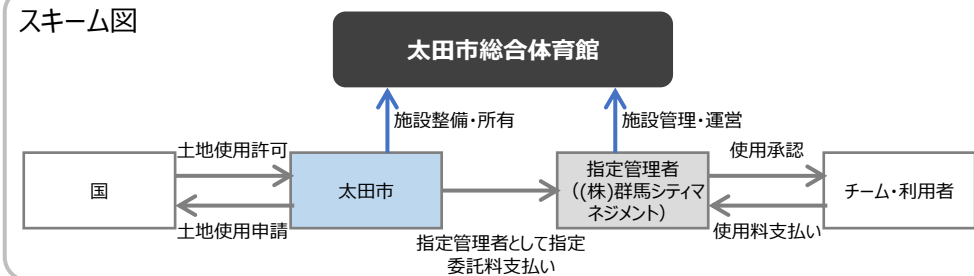 スキーム図
太田市総合体育館
施設整備・所有
施設管理・運営
土地使用許可
使用承認
国
太田市
指定管理者
((株)群馬シティマ
ネジメント)
チーム・利用者
土地使用申請
指定管理者として指定
委託料支払い
使用料支払い